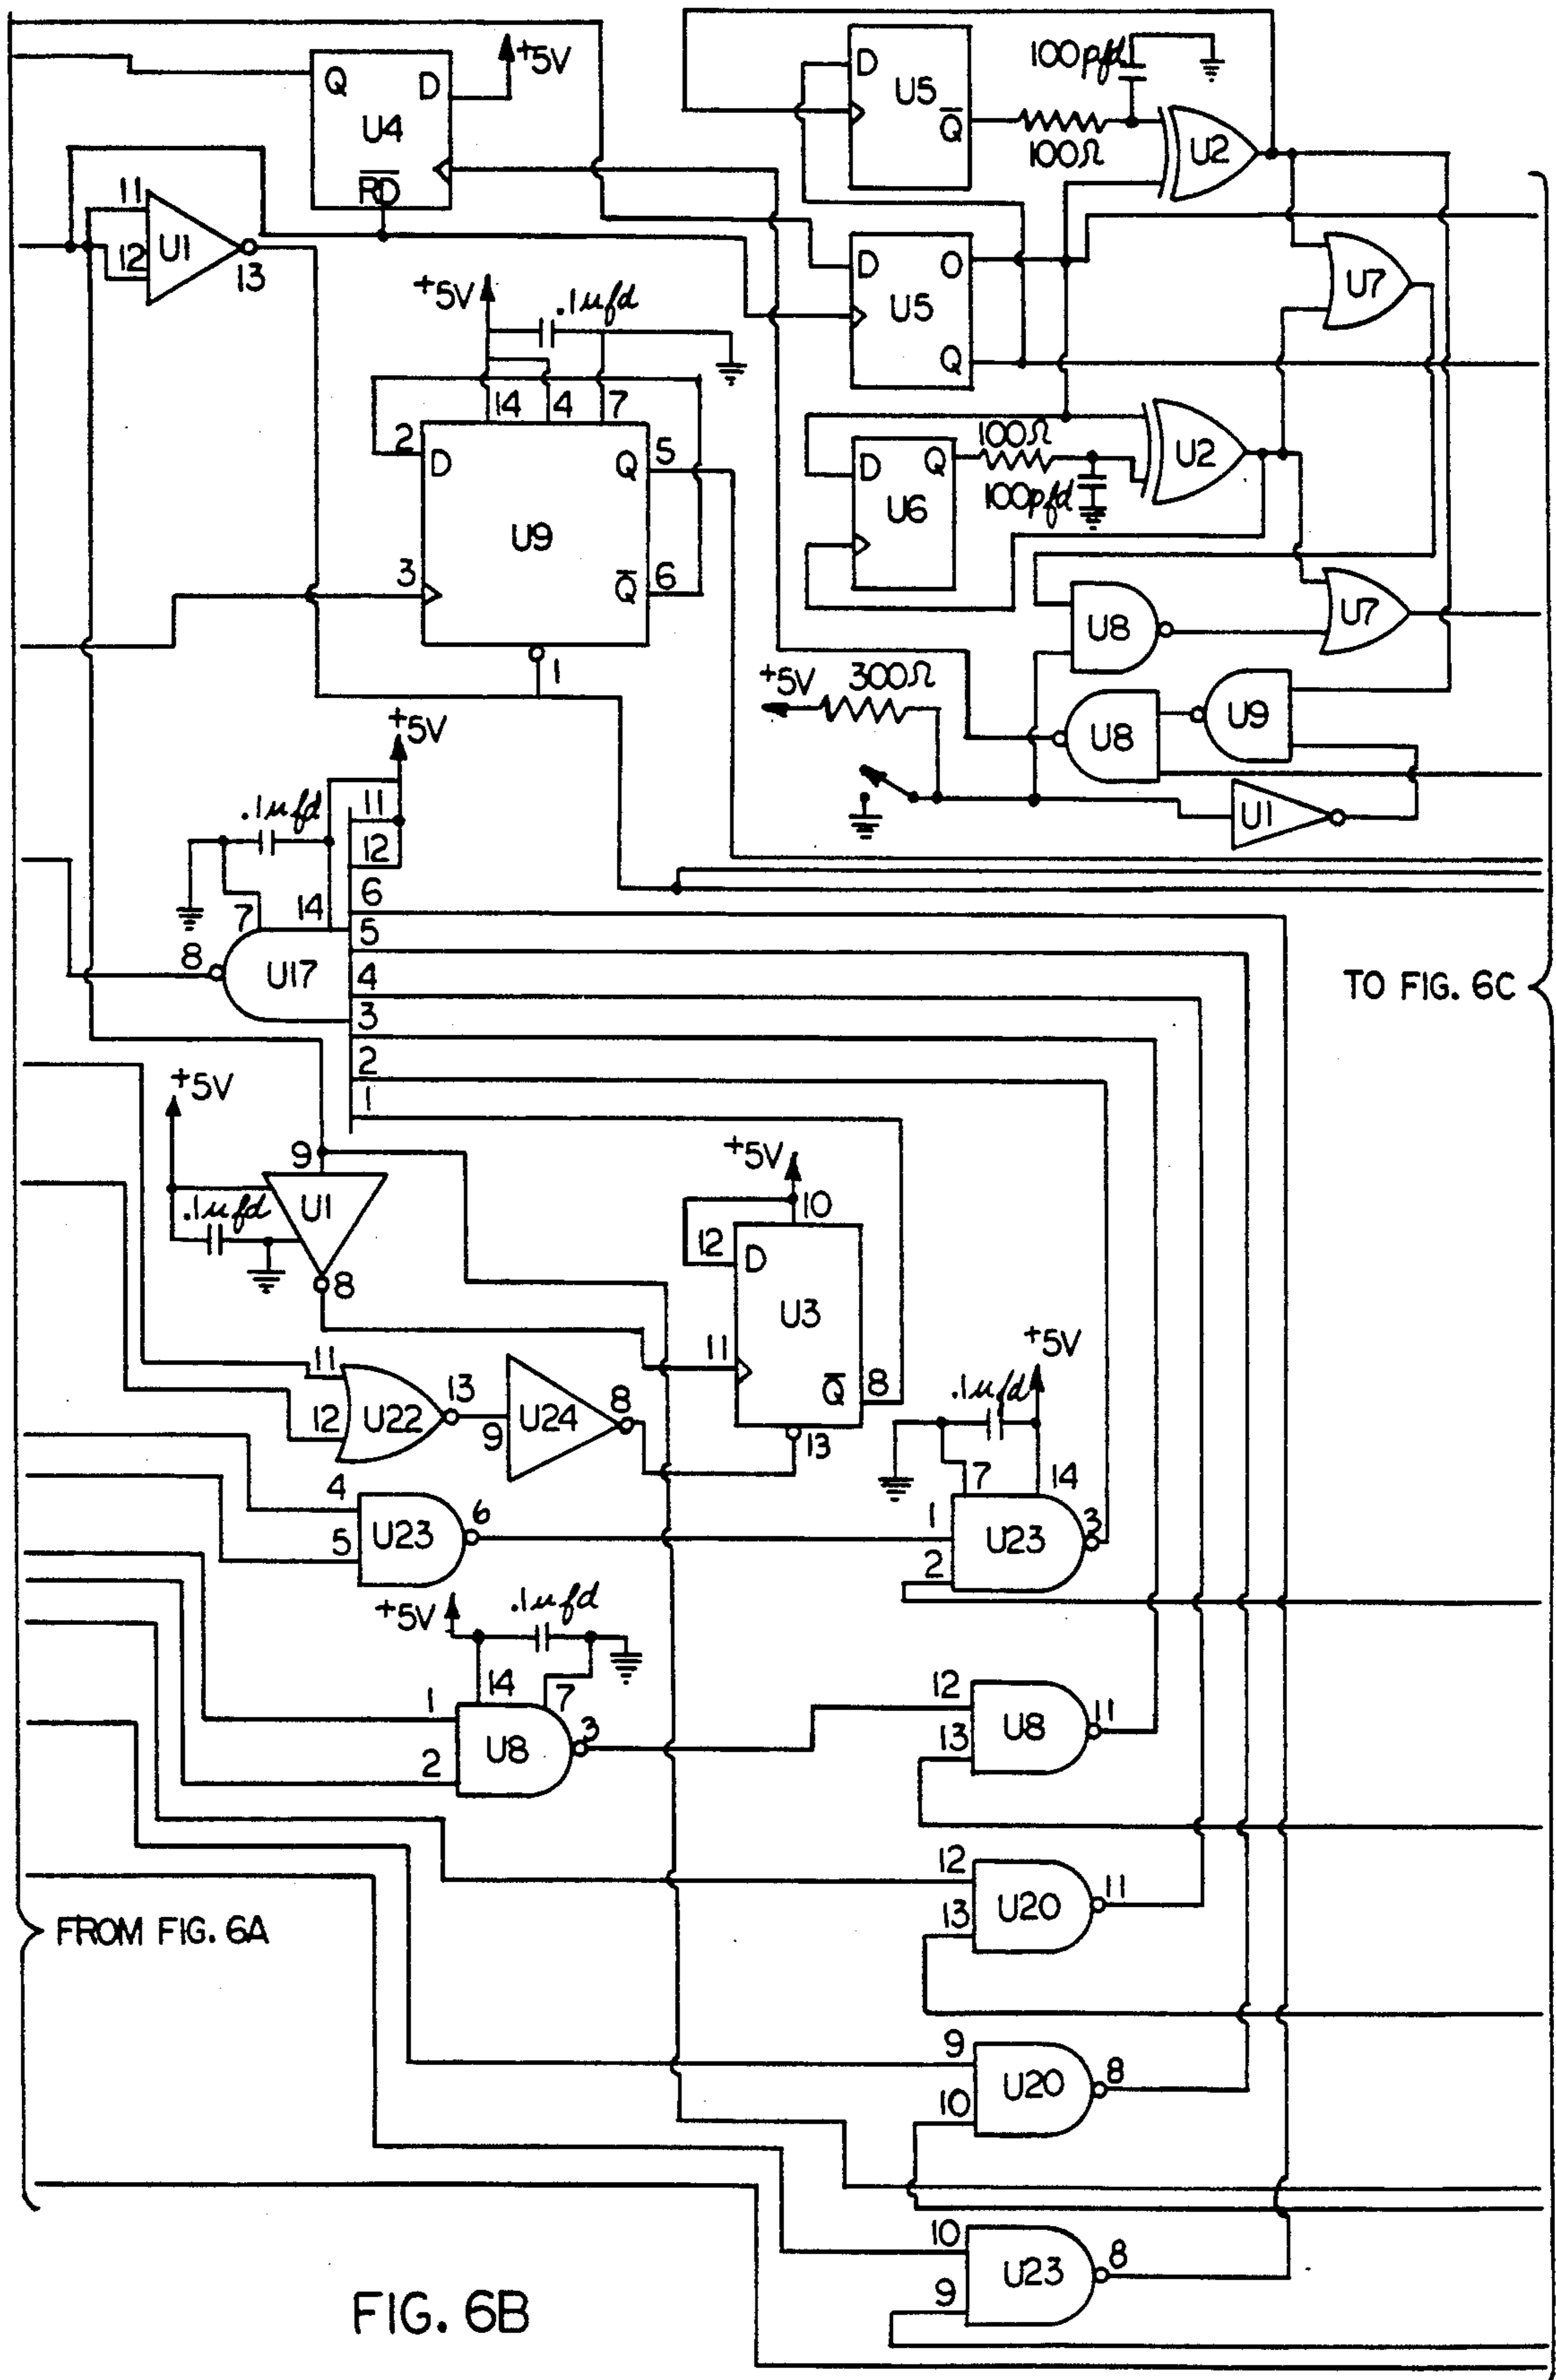 +5V
100pfd
Q
D
U4
RD
D
U5
Q̅
100Ω
U2
11
12
U1
13
D
O
U5
Q
U7
+5V
.1ufd
14
4
7
2
D
Q
5
U9
3
Q̅
6
1
100Ω
D
Q
100pfd
U6
U2
U8
U7
+5V
300Ω
U8
U9
U1
+5V
.1ufd
11
12
6
7
14
5
8
U17
4
3
2
1
TO FIG. 6C
+5V
9
U1
.1ufd
8
+5V
10
12
D
U3
11
Q̅
8
13
11
12
U22
13
9
U24
8
+5V
.1ufd
7
14
4
5
U23
6
1
2
U23
3
+5V
.1ufd
14
7
1
2
U8
3
12
13
U8
11
12
13
U20
11
FROM FIG. 6A
9
10
U20
8
10
9
U23
8
FIG. 6B